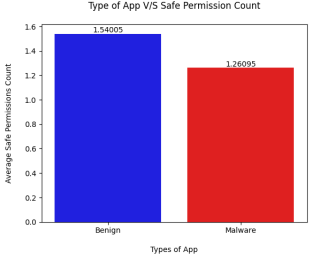 Type of App V/S Safe Permission Count
Average Safe Permissions Count
1.6
1.4
1.2
1.0
0.8
0.6
0.4
0.2
0.0
1.54005
1.26095
Benign
Malware
Types of App